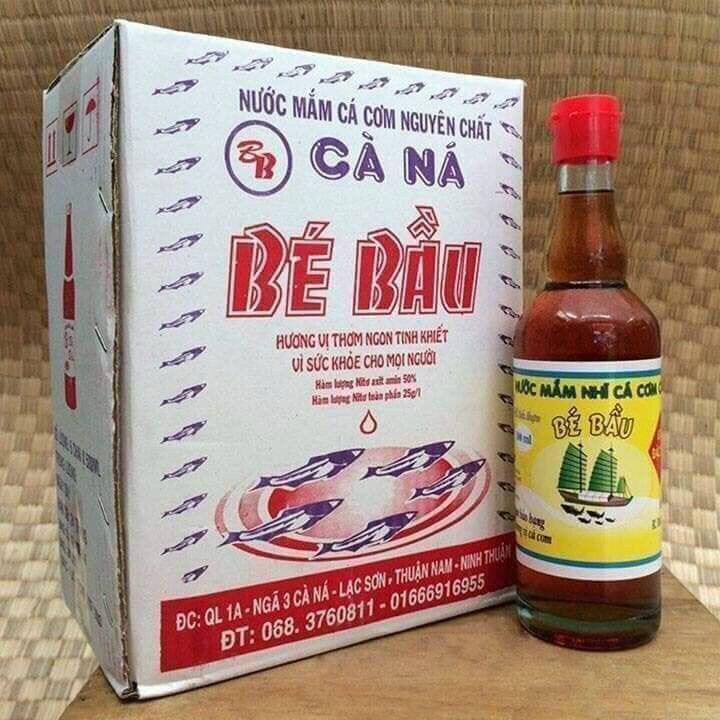 NƯỚC MẮM CÁ CƠM NGUYÊN CHẤT
BB CÀ NÁ
BÉ BẦU
HƯƠNG VỊ THƠM NGON TINH KHIẾT
VÌ SỨC KHỎE CHO MỌI NGƯỜI
Hàm lượng Nitơ axit amin 50%
Hàm lượng Nitơ toàn phần 25g/l
ĐC: QL 1A - NGÃ 3 CÀ NÁ - LẠC SƠN - THUẬN NAM - NINH THUẬN
ĐT: 068. 3760811 - 01666916955
NƯỚC MẮM NHĨ CÁ CƠM C
BÉ BẦU